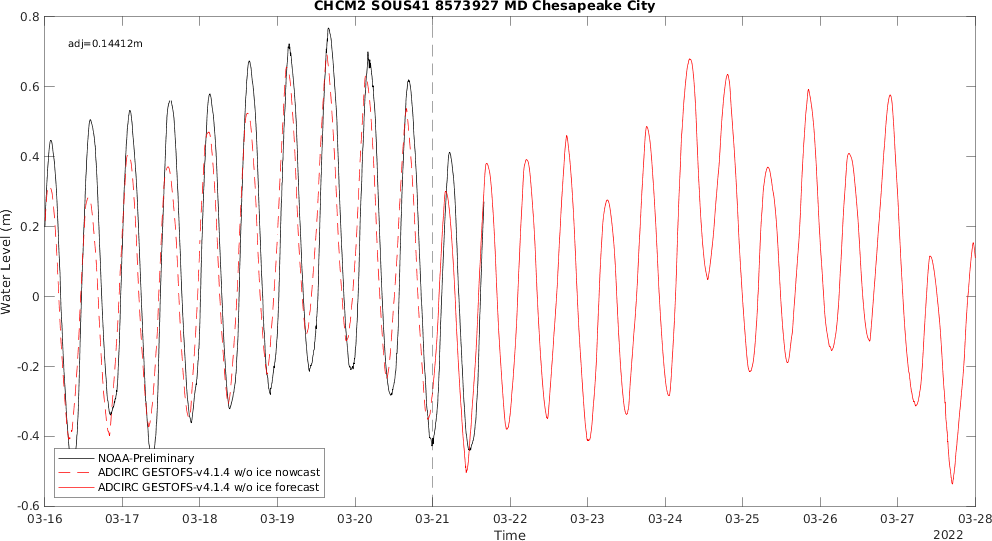 CHCM2 SOUS41 8573927 MD Chesapeake City
adj=0.14412m
0.8
0.6
0.4
0.2
0
-0.2
-0.4
-0.6
Water Level (m)
NOAA-Preliminary
ADCIRC GESTOFS-v4.1.4 w/o ice nowcast
ADCIRC GESTOFS-v4.1.4 w/o ice forecast
03-16 03-17 03-18 03-19 03-20 03-21 03-22 03-23 03-24 03-25 03-26 03-27 03-28
Time
2022